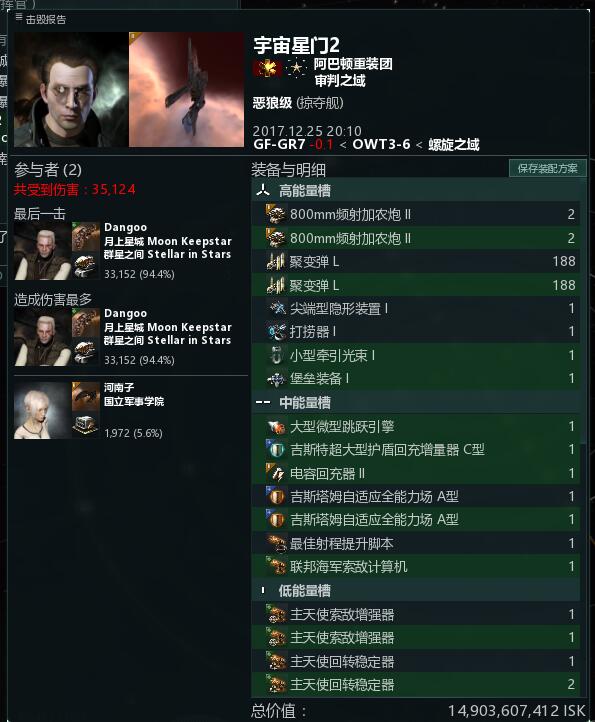 击毁报告
宇宙星门2
阿巴顿重装团
审判之域
恶狼级 (掠夺舰)
2017.12.25 20:10
GF-GR7 -0.1 < OWT3-6 < 螺旋之域
参与者 (2)
共受到伤害：35,124
最后一击
Dangoo
月上星城 Moon Keepstar
群星之间 Stellar in Stars
33,152 (94.4%)
造成伤害最多
Dangoo
月上星城 Moon Keepstar
群星之间 Stellar in Stars
33,152 (94.4%)
河南子
国立军事学院
1,972 (5.6%)
装备与明细
保存装配方案
高能量槽
800mm频射加农炮 II 2
800mm频射加农炮 II 2
聚变弹 L 188
聚变弹 L 188
尖端型隐形装置 I 1
打捞器 I 1
小型牵引光束 I 1
堡垒装备 I 1
中能量槽
大型微型跳跃引擎 1
吉斯特超大型护盾回充增量器 C型 1
电容回充器 II 1
吉斯塔姆自适应全能力场 A型 1
吉斯塔姆自适应全能力场 A型 1
最佳射程提升脚本 1
联邦海军索敌计算机 1
低能量槽
主天使索敌增强器 1
主天使索敌增强器 1
主天使回转稳定器 1
主天使回转稳定器 2
总价值： 14,903,607,412 ISK